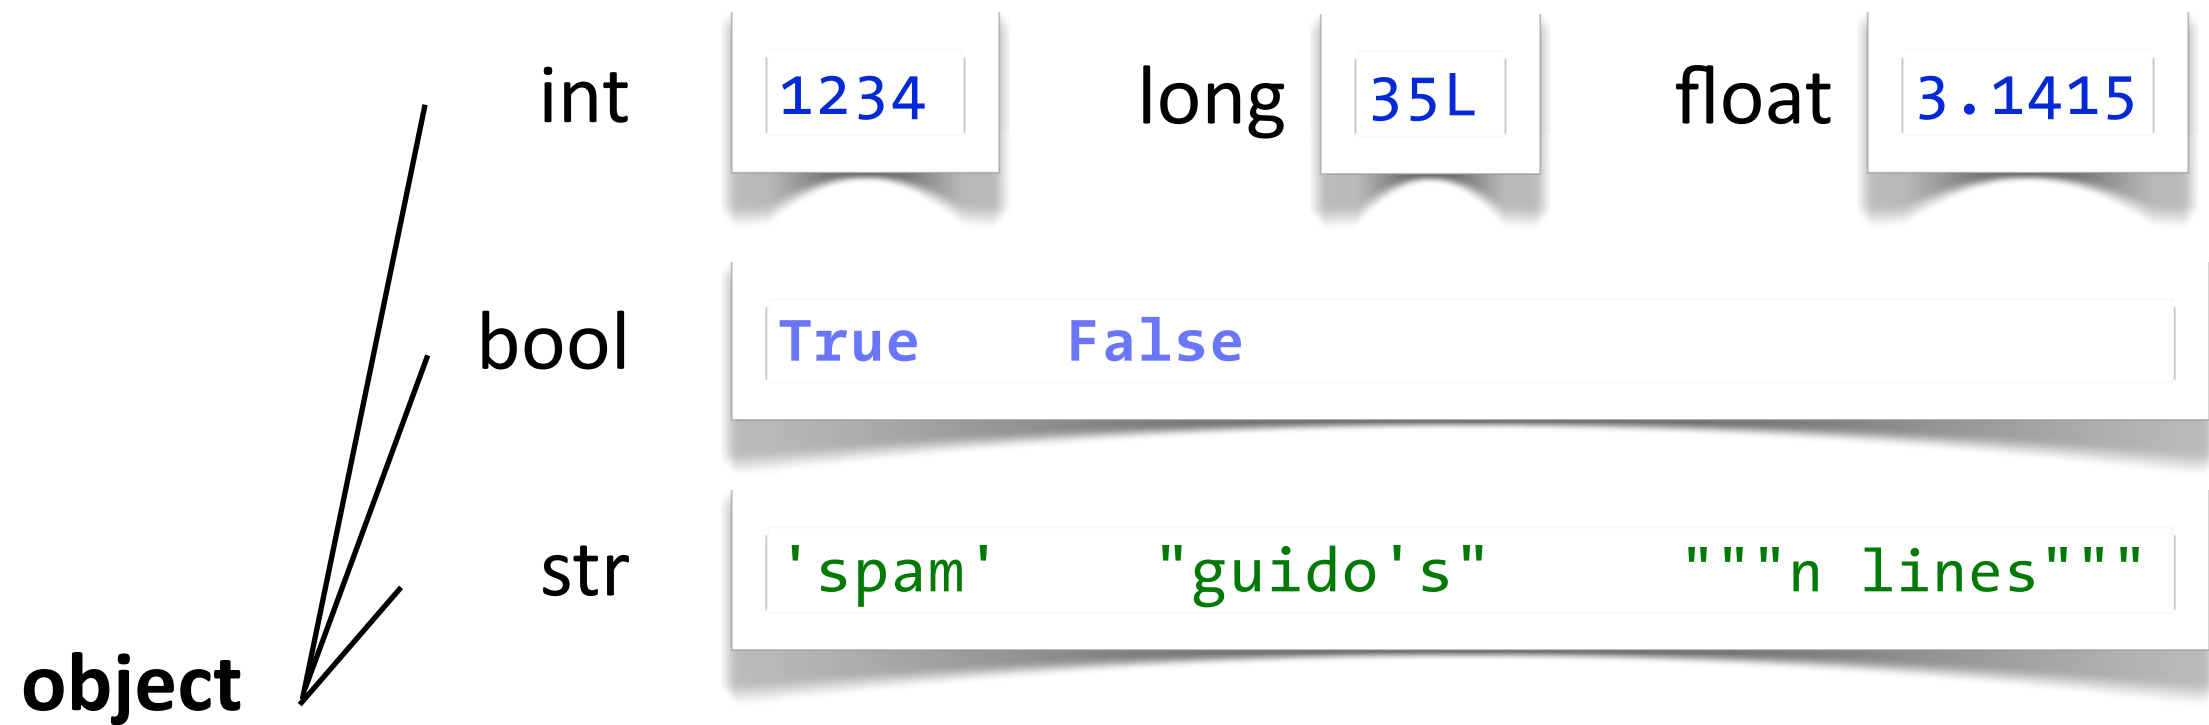 int 1234 long 35L float 3.1415
bool True False
str 'spam' "guido's" """n lines"""
object